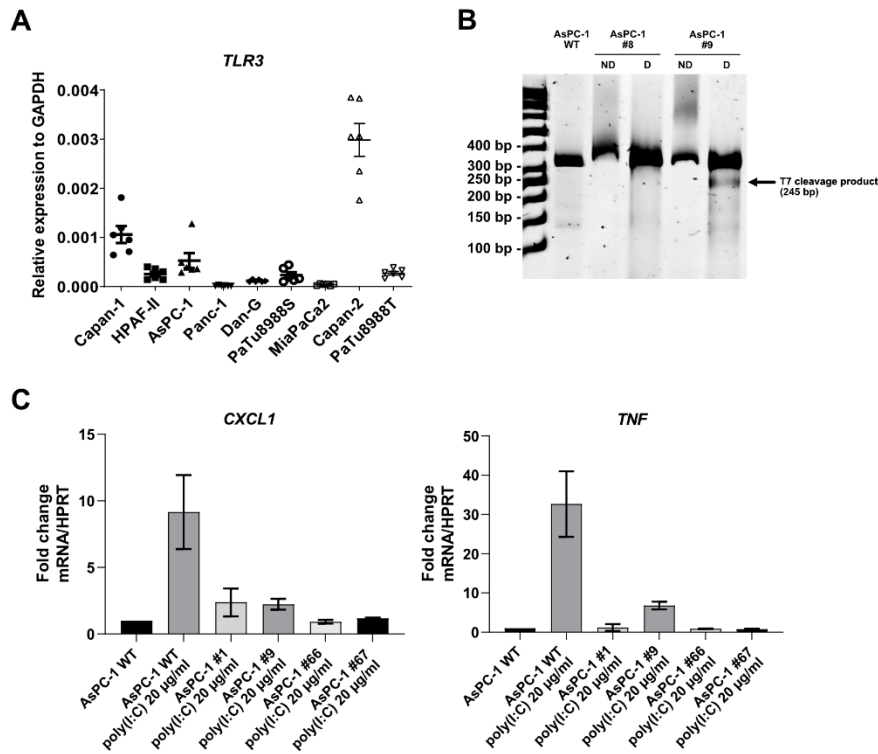 A
TLR3
Relative expression to GAPDH
0.004
0.003
0.002
0.001
0.000
Capan-1
HPAF-II
AsPC-1
Panc-1
Dan-G
PaTu8988S
MiaPaCa2
Capan-2
PaTu8988T
B
AsPC-1
WT
AsPC-1
#8
AsPC-1
#9
ND
D
ND
D
400 bp -
300 bp -
250 bp -
200 bp -
150 bp -
100 bp -
T7 cleavage product
(245 bp)
C
CXCL1
Fold change
mRNA/HPRT
15
10
5
0
AsPC-1 WT
AsPC-1 WT
poly(I:C) 20 µg/ml
AsPC-1 #1
poly(I:C) 20 µg/ml
AsPC-1 #9
poly(I:C) 20 µg/ml
AsPC-1 #66
poly(I:C) 20 µg/ml
AsPC-1 #67
poly(I:C) 20 µg/ml
TNF
Fold change
mRNA/HPRT
50
40
30
20
10
0
AsPC-1 WT
AsPC-1 WT
poly(I:C) 20 µg/ml
AsPC-1 #1
poly(I:C) 20 µg/ml
AsPC-1 #9
poly(I:C) 20 µg/ml
AsPC-1 #66
poly(I:C) 20 µg/ml
AsPC-1 #67
poly(I:C) 20 µg/ml